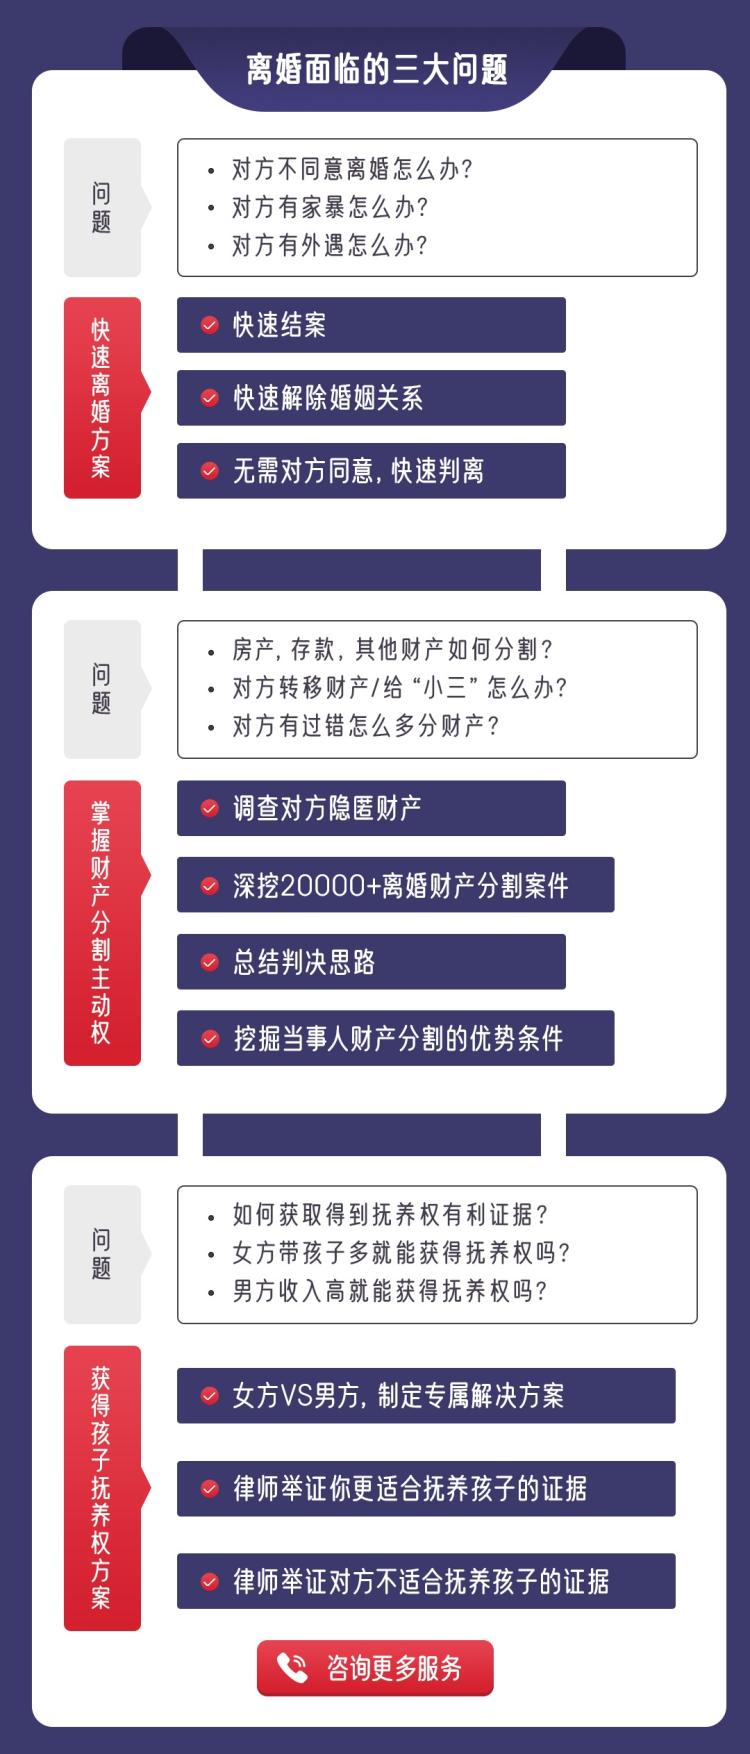 离婚面临的三大问题
问题
• 对方不同意离婚怎么办?
• 对方有家暴怎么办?
• 对方有外遇怎么办?
快速离婚方案
快速结案
快速解除婚姻关系
无需对方同意, 快速判离
问题
• 房产, 存款, 其他财产如何分割?
• 对方转移财产/给 “小三” 怎么办?
• 对方有过错怎么多分财产?
掌握财产分割主动权
调查对方隐匿财产
深挖20000+离婚财产分割案件
总结判决思路
挖掘当事人财产分割的优势条件
问题
• 如何获取得到抚养权有利证据?
• 女方带孩子多就能获得抚养权吗?
• 男方收入高就能获得抚养权吗?
获得孩子抚养权方案
女方VS男方, 制定专属解决方案
律师举证你更适合抚养孩子的证据
律师举证对方不适合抚养孩子的证据
咨询更多服务